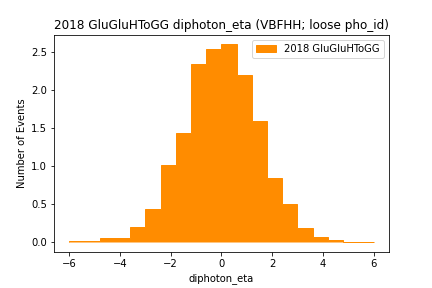 2018 GluGluHToGG diphoton_eta (VBFHH; loose pho_id)
2018 GluGluHToGG
Number of Events
2.5
2.0
1.5
1.0
0.5
0.0
−6 −4 −2 0 2 4 6
diphoton_eta